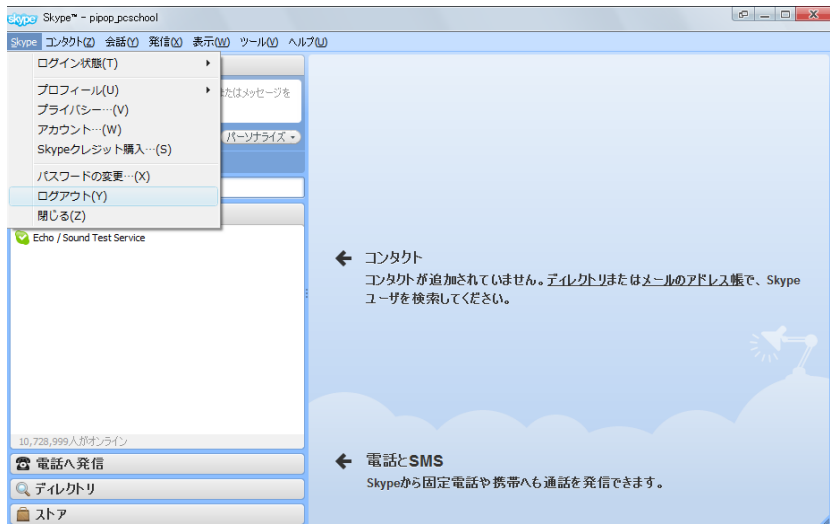 skype Skype™ - pipop_pcschool
Skype コンタクト(Z) 会話(Y) 発信(X) 表示(W) ツール(V) ヘルプ(U)
ログイン状態(T)
プロフィール(U)
プライバシー…(V)
アカウント…(W)
Skypeクレジット購入…(S)
パスワードの変更…(X)
ログアウト(Y)
閉じる(Z)
たはメッセージを
パーソナライズ
Echo / Sound Test Service
10,728,999人がオンライン
電話へ発信
ディレクトリ
ストア
コンタクト
コンタクトが追加されていません。ディレクトリまたはメールのアドレス帳で、Skype
ユーザを検索してください。
電話とSMS
Skypeから固定電話や携帯へも通話を発信できます。